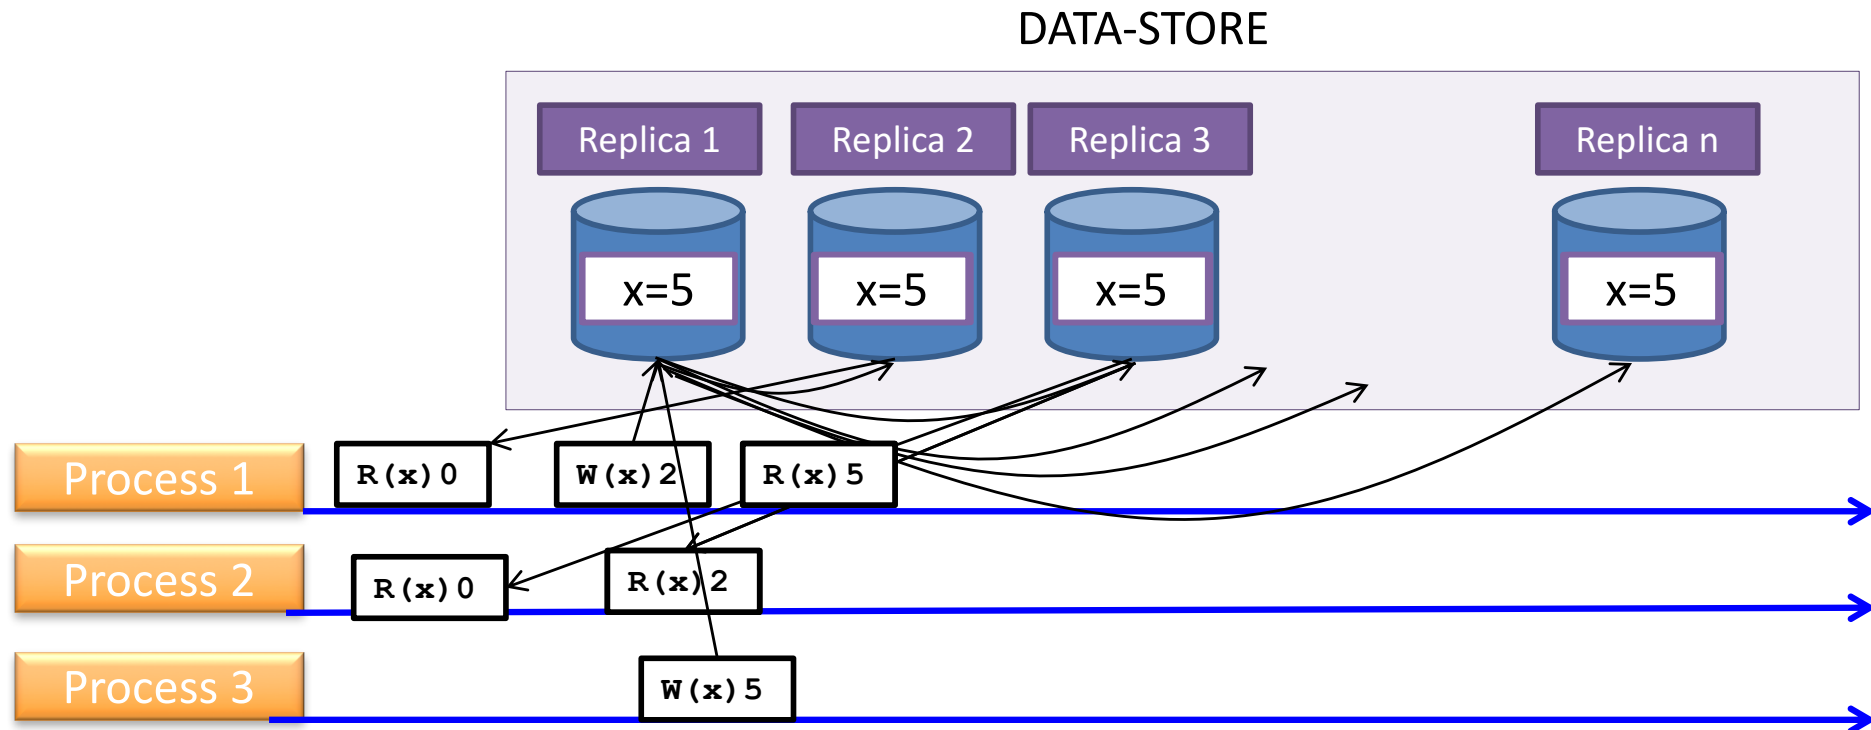 DATA-STORE
Replica 1
Replica 2
Replica 3
Replica n
x=5
x=5
x=5
x=5
Process 1
R(x)0
W(x)2
R(x)5
Process 2
R(x)0
R(x)2
Process 3
W(x)5